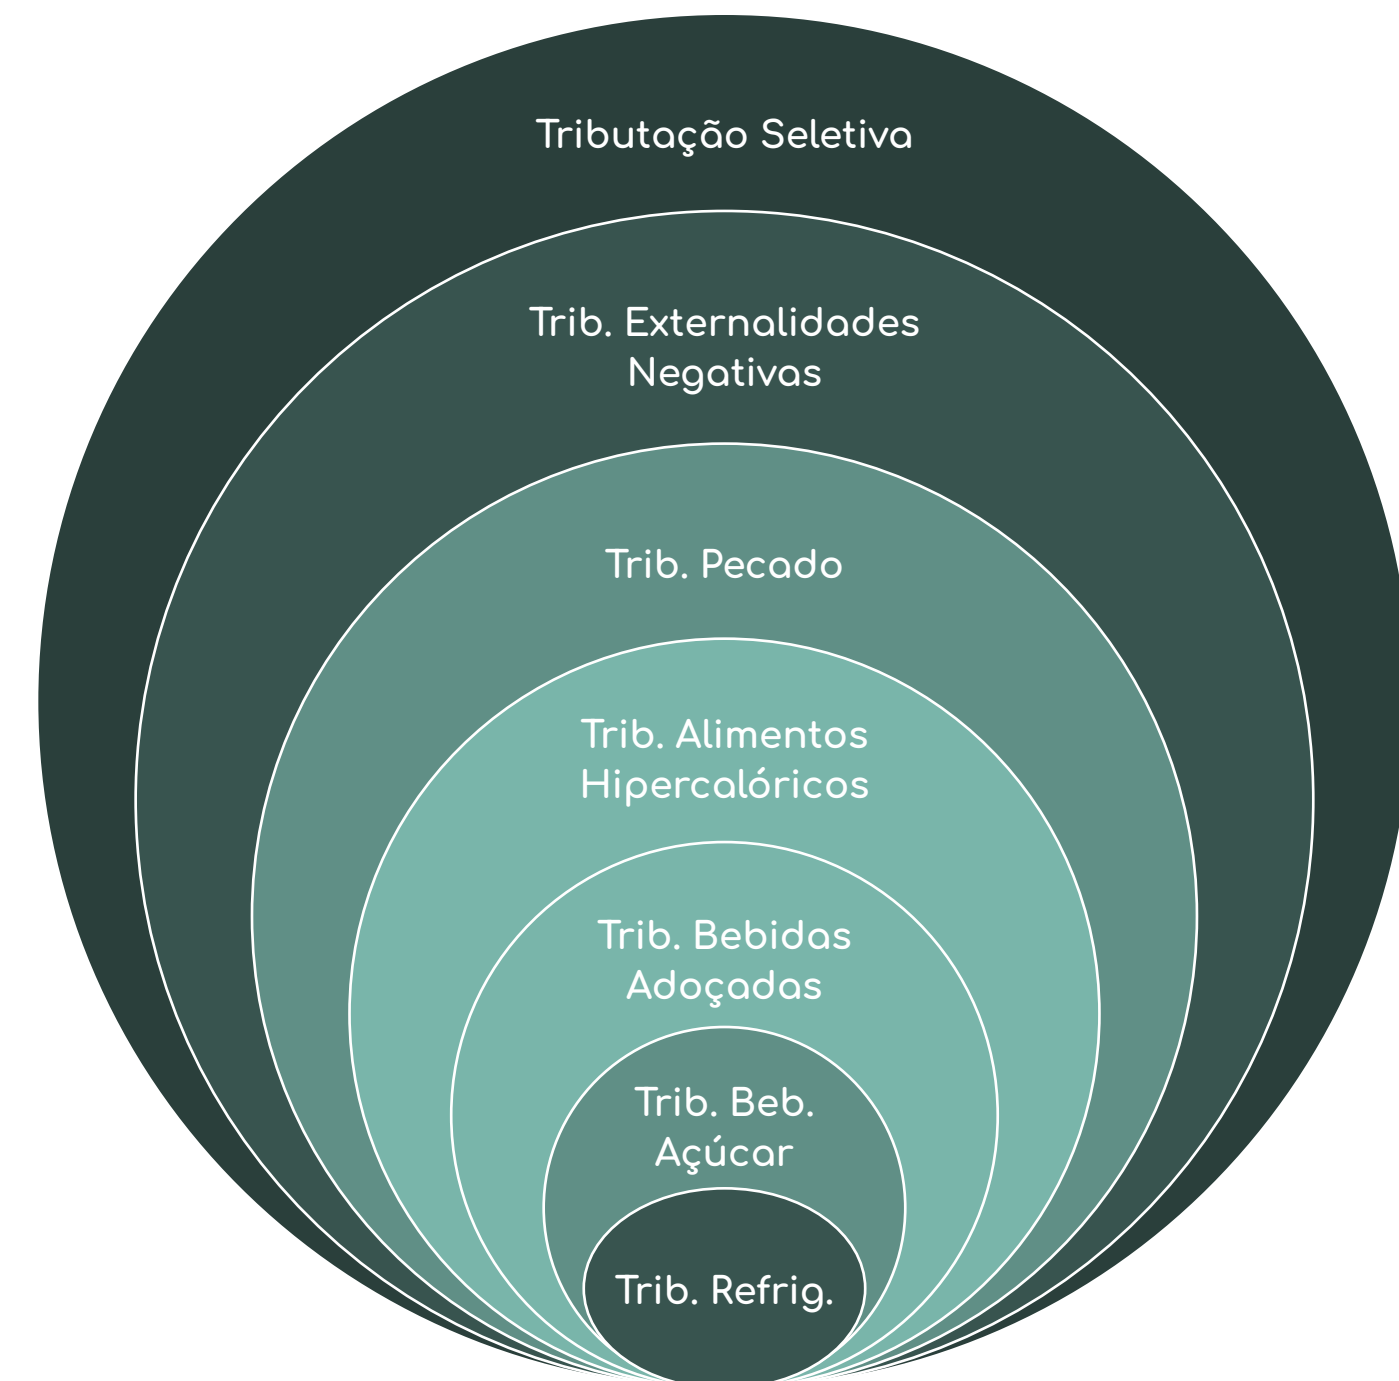 Tributação Seletiva
Trib. Externalidades
Negativas
Trib. Pecado
Trib. Alimentos
Hipercalóricos
Trib. Bebidas
Adoçadas
Trib. Beb.
Açúcar
Trib. Refrig.